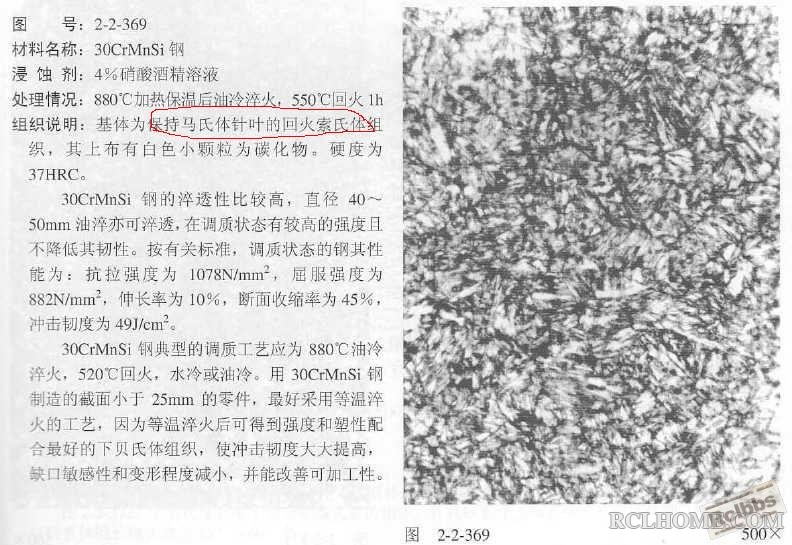 图 号：2-2-369
材料名称：30CrMnSi 钢
浸 蚀 剂：4%硝酸酒精溶液
处理情况：880℃加热保温后油冷淬火，550℃回火 1h
组织说明：基体为保持马氏体针叶的回火索氏体组
织，其上布有白色小颗粒为碳化物。硬度为
37HRC。
30CrMnSi 钢的淬透性比较高，直径 40～
50mm 油淬亦可淬透，在调质状态有较高的强度且
不降低其韧性。按有关标准，调质状态的钢其性
能为：抗拉强度为 1078N/mm²，屈服强度为
882N/mm²，伸长率为 10%，断面收缩率为 45%，
冲击韧度为 49J/cm²。
30CrMnSi 钢典型的调质工艺应为 880℃油冷
淬火，520℃回火，水冷或油冷。用 30CrMnSi 钢
制造的截面小于 25mm 的零件，最好采用等温淬
火的工艺，因为等温淬火后可得到强度和塑性配
合最好的下贝氏体组织，使冲击韧度大大提高，
缺口敏感性和变形程度减小，并能改善可加工性。
Rclbbs
RCLHOME.COM
图 2-2-369 500×